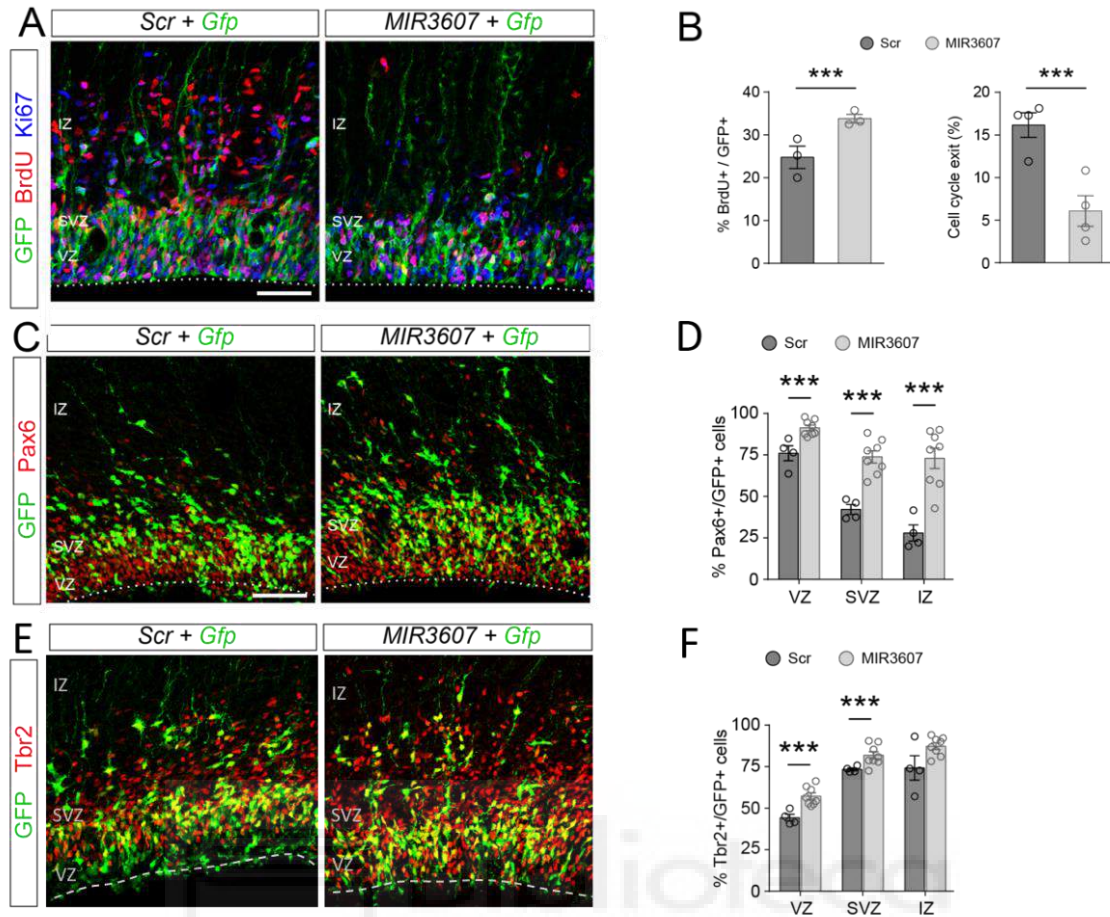 A
Scr + Gfp
MIR3607 + Gfp
GFP BrdU Ki67
IZ
SVZ
VZ
IZ
SVZ
VZ
B
Scr
MIR3607
***
% BrdU+ / GFP+
40
30
20
10
0
***
Cell cycle exit (%)
20
15
10
5
0
C
Scr + Gfp
MIR3607 + Gfp
GFP Pax6
IZ
SVZ
VZ
IZ
SVZ
VZ
D
Scr
MIR3607
***
***
***
% Pax6+/GFP+ cells
100
75
50
25
0
VZ
SVZ
IZ
E
Scr + Gfp
MIR3607 + Gfp
GFP Tbr2
IZ
SVZ
VZ
IZ
SVZ
VZ
F
Scr
MIR3607
***
***
% Tbr2+/GFP+ cells
100
75
50
25
0
VZ
SVZ
IZ